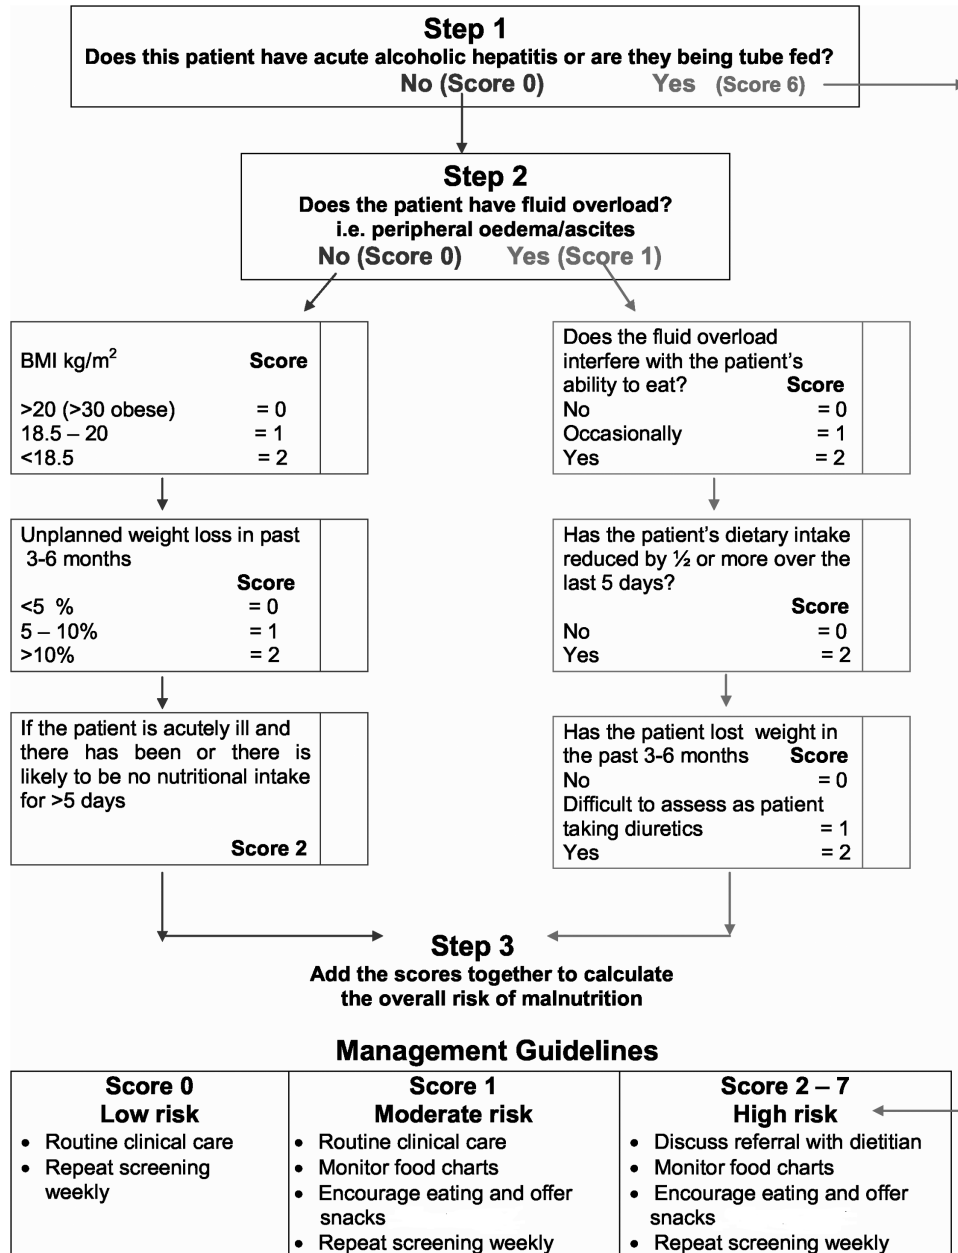 Step 1
Does this patient have acute alcoholic hepatitis or are they being tube fed?
No (Score 0) Yes (Score 6)
Step 2
Does the patient have fluid overload?
i.e. peripheral oedema/ascites
No (Score 0) Yes (Score 1)
BMI kg/m² Score
>20 (>30 obese) = 0
18.5 – 20 = 1
<18.5 = 2
Unplanned weight loss in past
3-6 months
Score
<5 % = 0
5 – 10% = 1
>10% = 2
If the patient is acutely ill and
there has been or there is
likely to be no nutritional intake
for >5 days
Score 2
Does the fluid overload
interfere with the patient's
ability to eat? Score
No = 0
Occasionally = 1
Yes = 2
Has the patient's dietary intake
reduced by ½ or more over the
last 5 days?
Score
No = 0
Yes = 2
Has the patient lost weight in
the past 3-6 months Score
No = 0
Difficult to assess as patient
taking diuretics = 1
Yes = 2
Step 3
Add the scores together to calculate
the overall risk of malnutrition
Management Guidelines
Score 0
Low risk
• Routine clinical care
• Repeat screening
weekly
Score 1
Moderate risk
• Routine clinical care
• Monitor food charts
• Encourage eating and offer
snacks
• Repeat screening weekly
Score 2 – 7
High risk
• Discuss referral with dietitian
• Monitor food charts
• Encourage eating and offer
snacks
• Repeat screening weekly